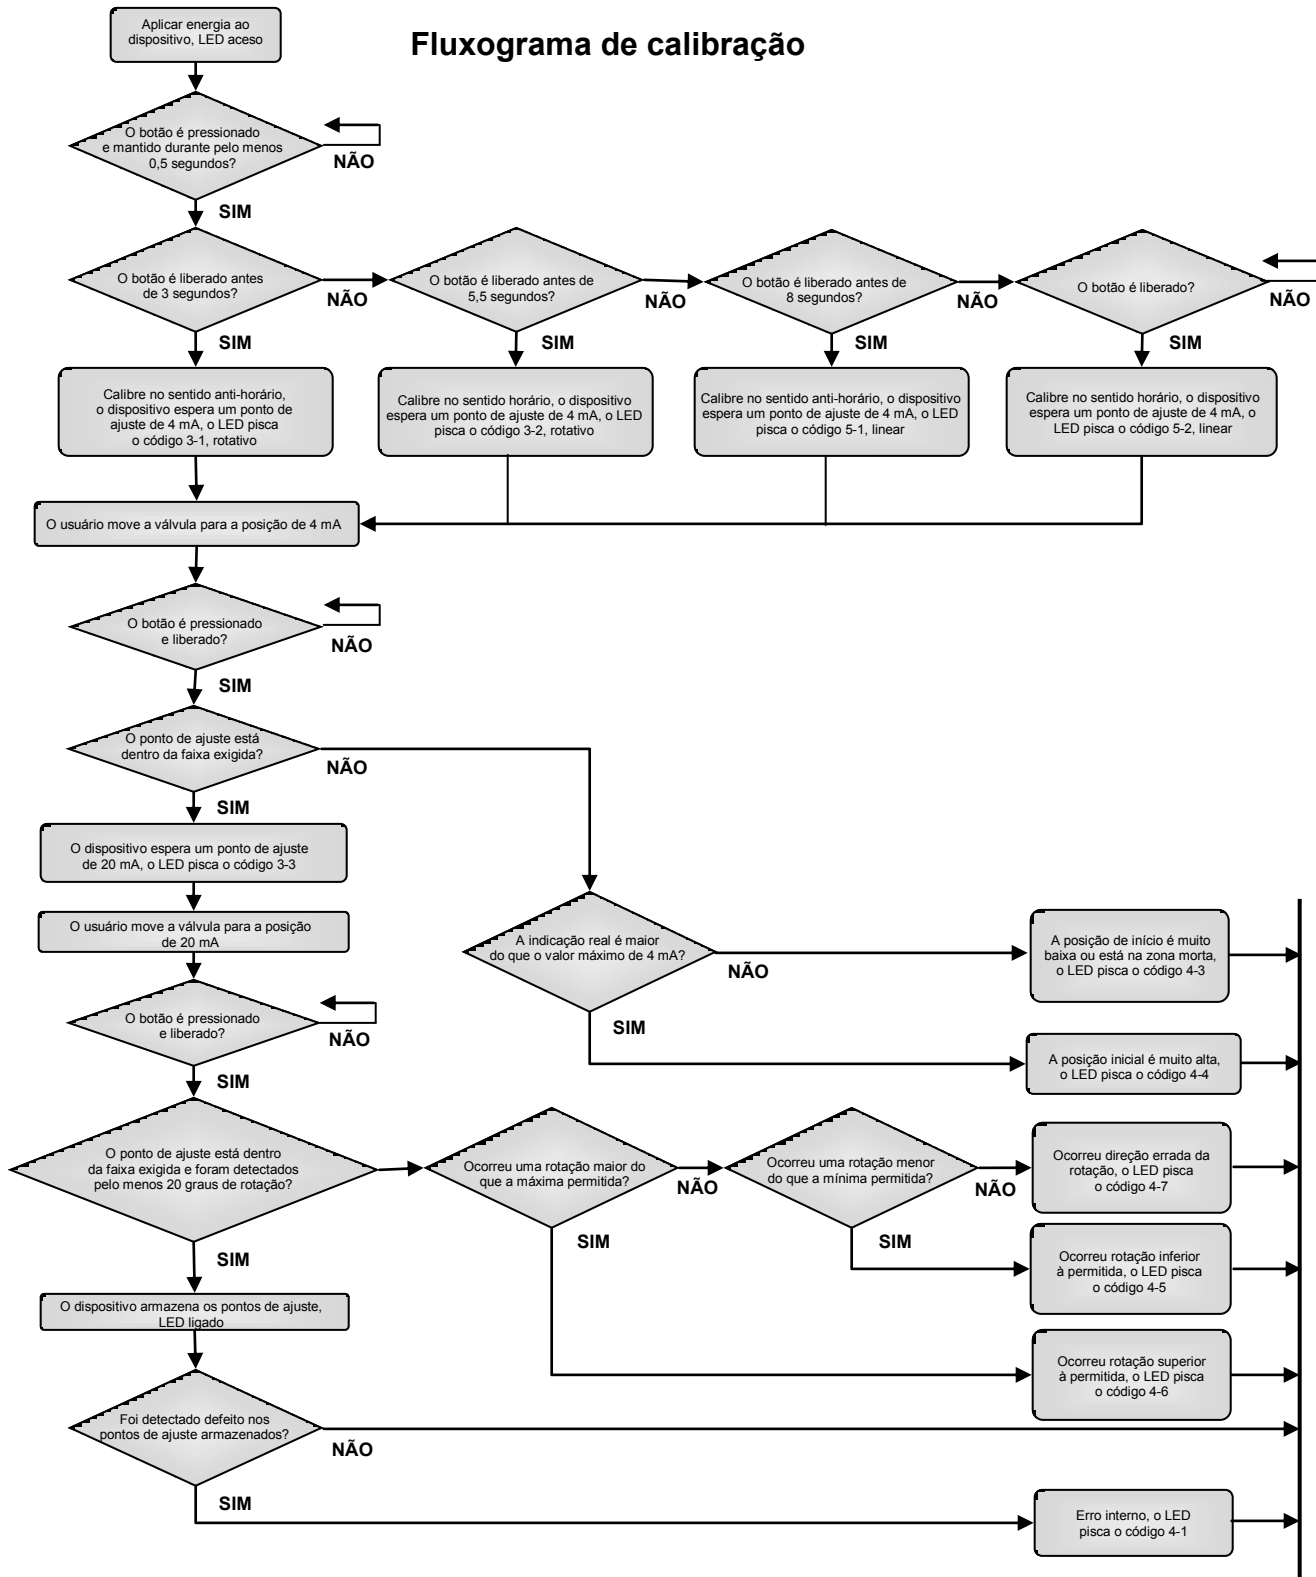 Fluxograma de calibração
Aplicar energia ao
dispositivo, LED aceso
O botão é pressionado
e mantido durante pelo menos
0,5 segundos?
NÃO
SIM
O botão é liberado antes
de 3 segundos?
NÃO
O botão é liberado antes de
5,5 segundos?
NÃO
O botão é liberado antes de
8 segundos?
NÃO
O botão é liberado?
NÃO
SIM
SIM
SIM
SIM
Calibre no sentido anti-horário,
o dispositivo espera um ponto de
ajuste de 4 mA, o LED pisca
o código 3-1, rotativo
Calibre no sentido horário, o dispositivo
espera um ponto de ajuste de 4 mA, o LED
pisca o código 3-2, rotativo
Calibre no sentido anti-horário, o dispositivo
espera um ponto de ajuste de 4 mA, o LED
pisca o código 5-1, linear
Calibre no sentido horário, o dispositivo
espera um ponto de ajuste de 4 mA, o
LED pisca o código 5-2, linear
O usuário move a válvula para a posição de 4 mA
O botão é pressionado
e liberado?
NÃO
SIM
O ponto de ajuste está
dentro da faixa exigida?
NÃO
SIM
O dispositivo espera um ponto de ajuste
de 20 mA, o LED pisca o código 3-3
O usuário move a válvula para a posição
de 20 mA
A indicação real é maior
do que o valor máximo de 4 mA?
NÃO
SIM
A posição de início é muito
baixa ou está na zona morta,
o LED pisca o código 4-3
A posição inicial é muito alta,
o LED pisca o código 4-4
O botão é pressionado
e liberado?
NÃO
SIM
O ponto de ajuste está dentro
da faixa exigida e foram detectados
pelo menos 20 graus de rotação?
SIM
Ocorreu uma rotação maior do
que a máxima permitida?
NÃO
SIM
Ocorreu uma rotação menor
do que a mínima permitida?
NÃO
SIM
Ocorreu direção errada da
rotação, o LED pisca
o código 4-7
Ocorreu rotação inferior
à permitida, o LED pisca
o código 4-5
Ocorreu rotação superior
à permitida, o LED pisca
o código 4-6
O dispositivo armazena os pontos de ajuste,
LED ligado
Foi detectado defeito nos
pontos de ajuste armazenados?
NÃO
SIM
Erro interno, o LED
pisca o código 4-1